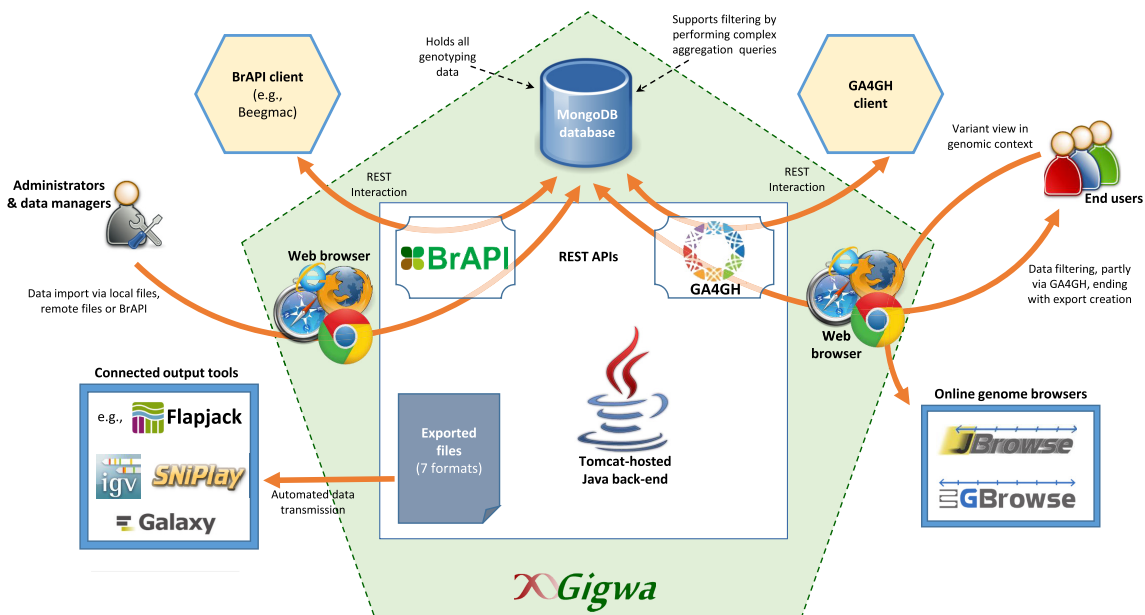 Holds all
genotyping
data
Supports filtering by
performing complex
aggregation queries
BrAPI client
(e.g.,
Beegmac)
MongoDB
database
GA4GH
client
Variant view in
genomic context
End users
Administrators
& data managers
REST
Interaction
REST
Interaction
BrAPI
REST APIs
GA4GH
Web browser
Data import via local files,
remote files or BrAPI
Data filtering, partly
via GA4GH, ending
with export creation
Web
browser
Connected output tools
e.g., Flapjack
igv SNiPlay
Galaxy
Exported
files
(7 formats)
Automated data
transmission
Tomcat-hosted
Java back-end
Online genome browsers
JBrowse
GBrowse
Gigwa